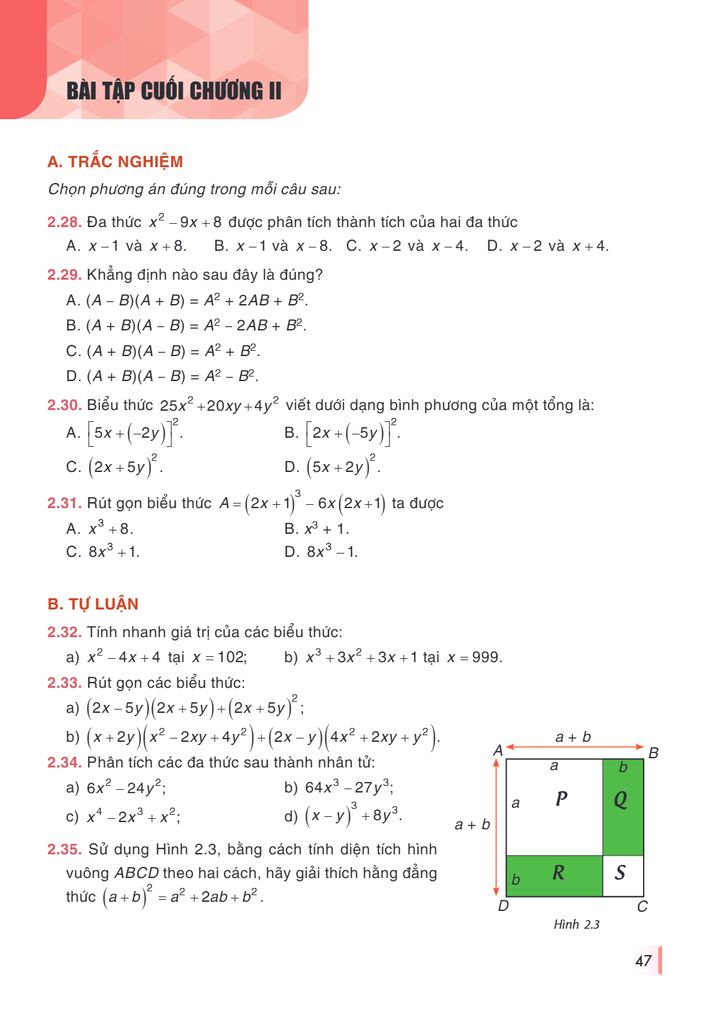 BÀI TẬP CUỐI CHƯƠNG II
A. TRẮC NGHIỆM
Chọn phương án đúng trong mỗi câu sau:
2.28. Đa thức x² – 9x + 8 được phân tích thành tích của hai đa thức
A. x – 1 và x + 8. B. x – 1 và x – 8. C. x – 2 và x – 4. D. x – 2 và x + 4.
2.29. Khẳng định nào sau đây là đúng?
A. (A – B)(A + B) = A² + 2AB + B².
B. (A + B)(A – B) = A² – 2AB + B².
C. (A + B)(A – B) = A² + B².
D. (A + B)(A – B) = A² – B².
2.30. Biểu thức 25x² + 20xy + 4y² viết dưới dạng bình phương của một tổng là:
A. [5x + (–2y)]². B. [2x + (–5y)]².
C. (2x + 5y)². D. (5x + 2y)².
2.31. Rút gọn biểu thức A = (2x + 1)³ – 6x(2x + 1) ta được
A. x³ + 8. B. x³ + 1.
C. 8x³ + 1. D. 8x³ – 1.
B. TỰ LUẬN
2.32. Tính nhanh giá trị của các biểu thức:
a) x² – 4x + 4 tại x = 102; b) x³ + 3x² + 3x + 1 tại x = 999.
2.33. Rút gọn các biểu thức:
a) (2x – 5y)(2x + 5y) + (2x + 5y)²;
b) (x + 2y)(x² – 2xy + 4y²) + (2x – y)(4x² + 2xy + y²).
2.34. Phân tích các đa thức sau thành nhân tử:
a) 6x² – 24y²; b) 64x³ – 27y³;
c) x⁴ – 2x³ + x²; d) (x – y)³ + 8y³.
2.35. Sử dụng Hình 2.3, bằng cách tính diện tích hình
vuông ABCD theo hai cách, hãy giải thích hằng đẳng
thức (a + b)² = a² + 2ab + b².
a + b
A B
a b
a P Q
a + b
b R S
D C
Hình 2.3
47